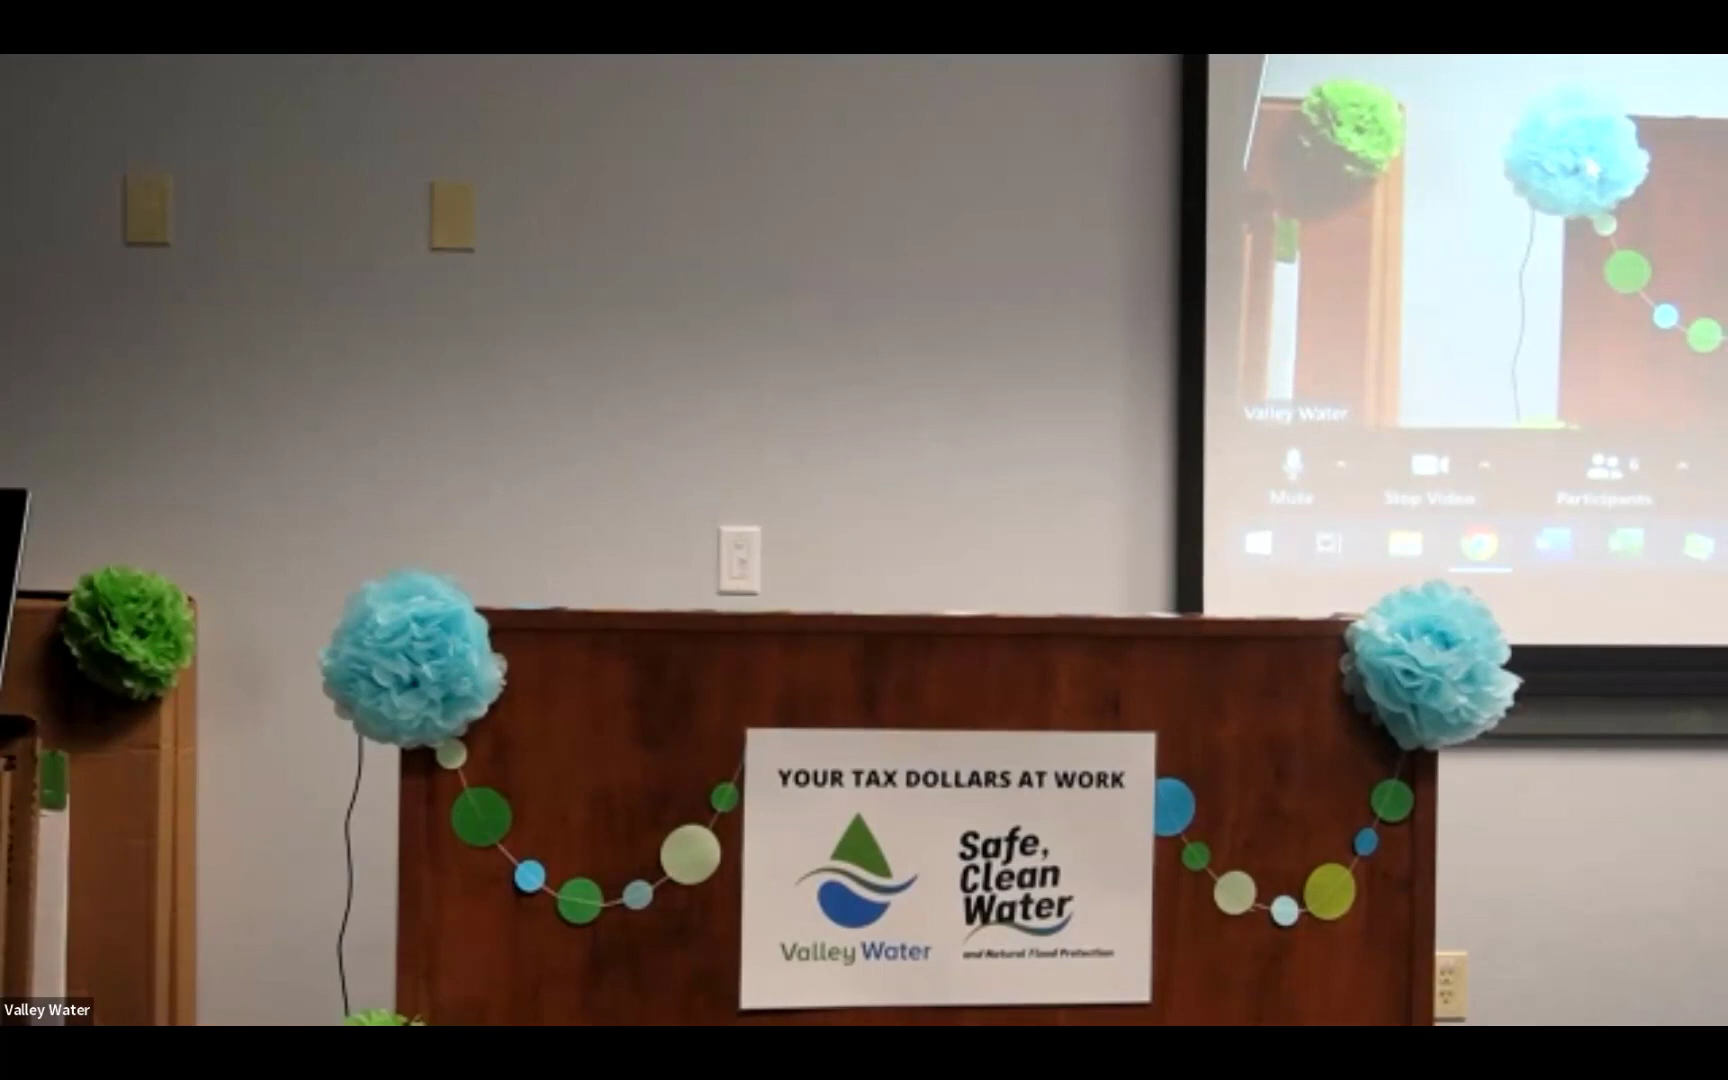 Valley Water
Mute
Stop Video
Participants
YOUR TAX DOLLARS AT WORK
Safe,
Clean
Water
Valley Water
and Natural Flood Protection
Valley Water